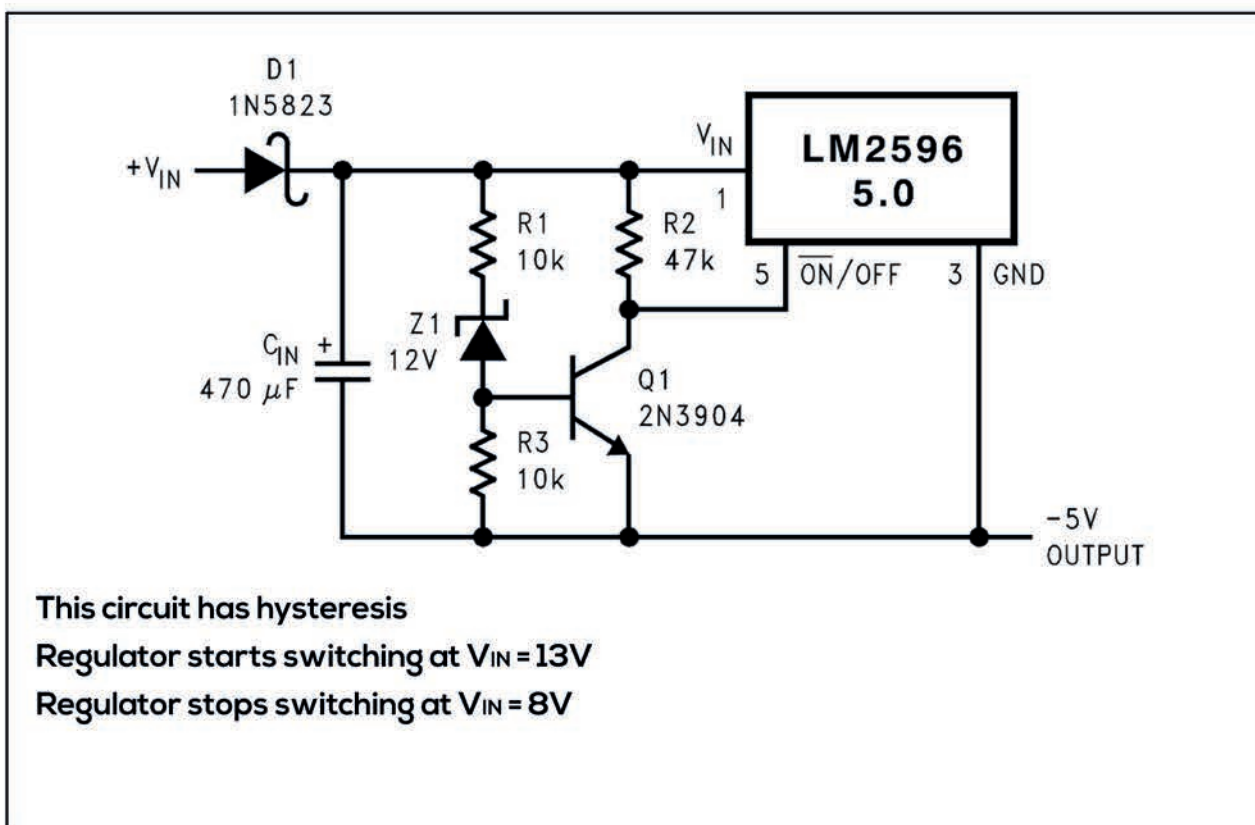 D1
1N5823
+VIN
VIN
1
LM2596
5.0
R1
10k
R2
47k
5
ON/OFF
3
GND
Z1
12V
CIN
+
470 μF
Q1
2N3904
R3
10k
-5V
OUTPUT
This circuit has hysteresis
Regulator starts switching at VIN = 13V
Regulator stops switching at VIN = 8V